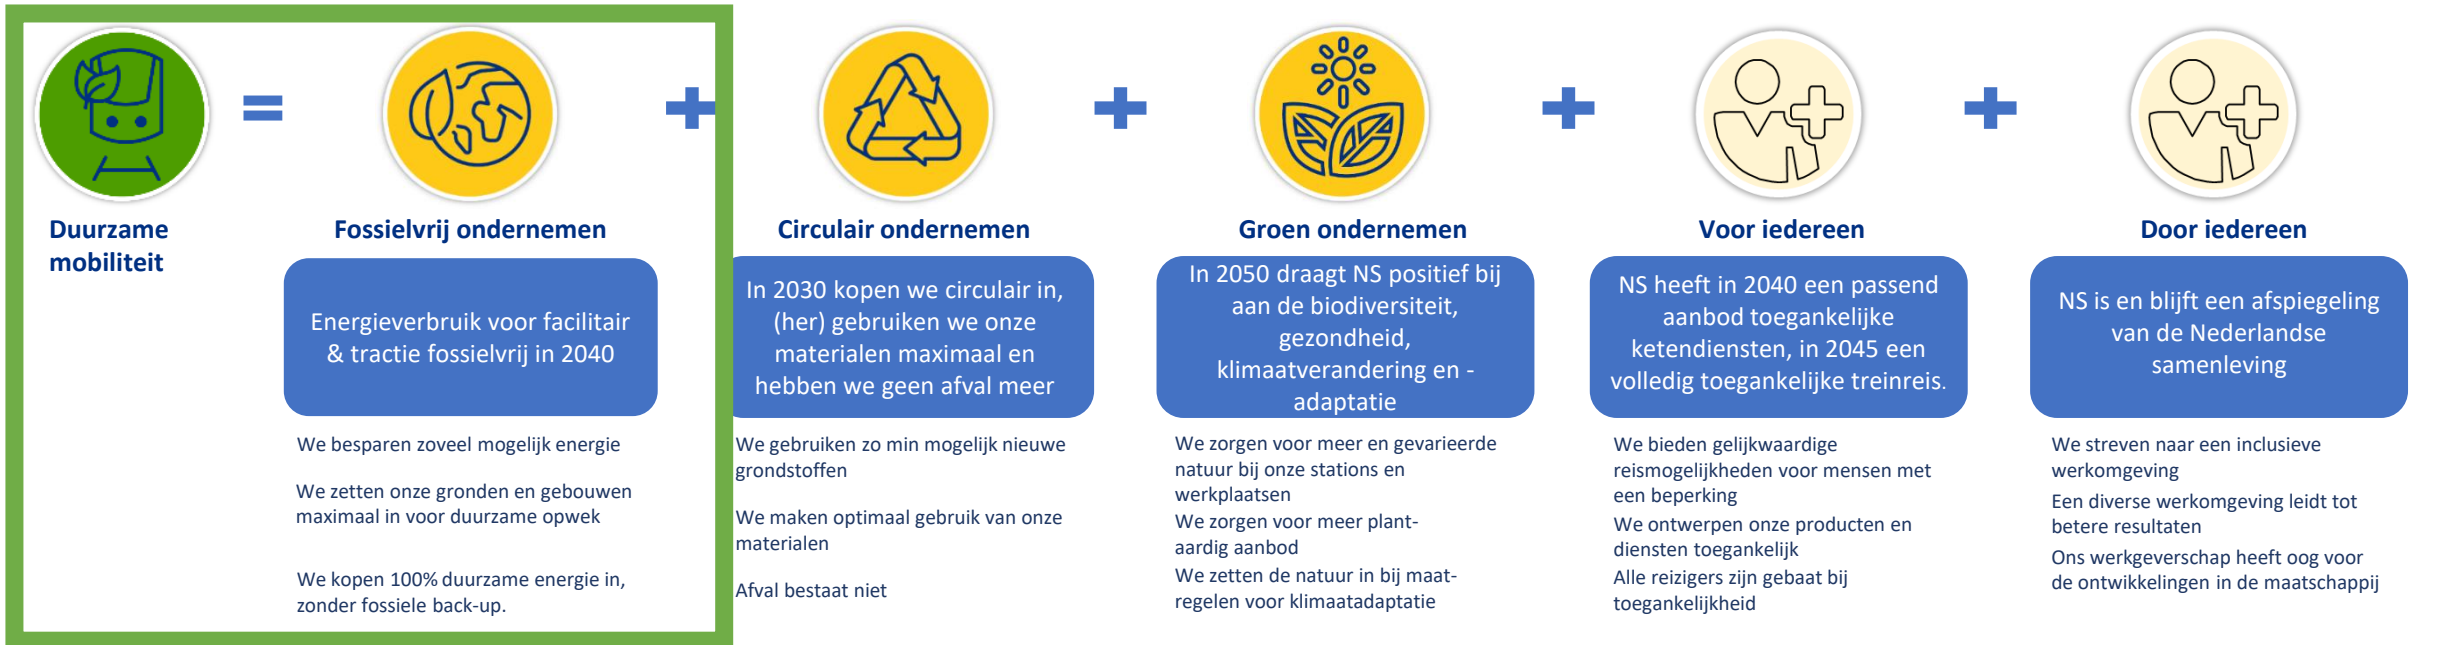 Duurzame
mobiliteit
=
Fossielvrij ondernemen
Energieverbruik voor facilitair
& tractie fossielvrij in 2040
We besparen zoveel mogelijk energie
We zetten onze gronden en gebouwen
maximaal in voor duurzame opwek
We kopen 100% duurzame energie in,
zonder fossiele back-up.
+
Circulair ondernemen
In 2030 kopen we circulair in,
(her) gebruiken we onze
materialen maximaal en
hebben we geen afval meer
We gebruiken zo min mogelijk nieuwe
grondstoffen
We maken optimaal gebruik van onze
materialen
Afval bestaat niet
+
Groen ondernemen
In 2050 draagt NS positief bij
aan de biodiversiteit,
gezondheid,
klimaatverandering en -
adaptatie
We zorgen voor meer en gevarieerde
natuur bij onze stations en
werkplaatsen
We zorgen voor meer plant-
aardig aanbod
We zetten de natuur in bij maat-
regelen voor klimaatadaptatie
+
Voor iedereen
NS heeft in 2040 een passend
aanbod toegankelijke
ketendiensten, in 2045 een
volledig toegankelijke treinreis.
We bieden gelijkwaardige
reismogelijkheden voor mensen met
een beperking
We ontwerpen onze producten en
diensten toegankelijk
Alle reizigers zijn gebaat bij
toegankelijkheid
+
Door iedereen
NS is en blijft een afspiegeling
van de Nederlandse
samenleving
We streven naar een inclusieve
werkomgeving
Een diverse werkomgeving leidt tot
betere resultaten
Ons werkgeverschap heeft oog voor
de ontwikkelingen in de maatschappij